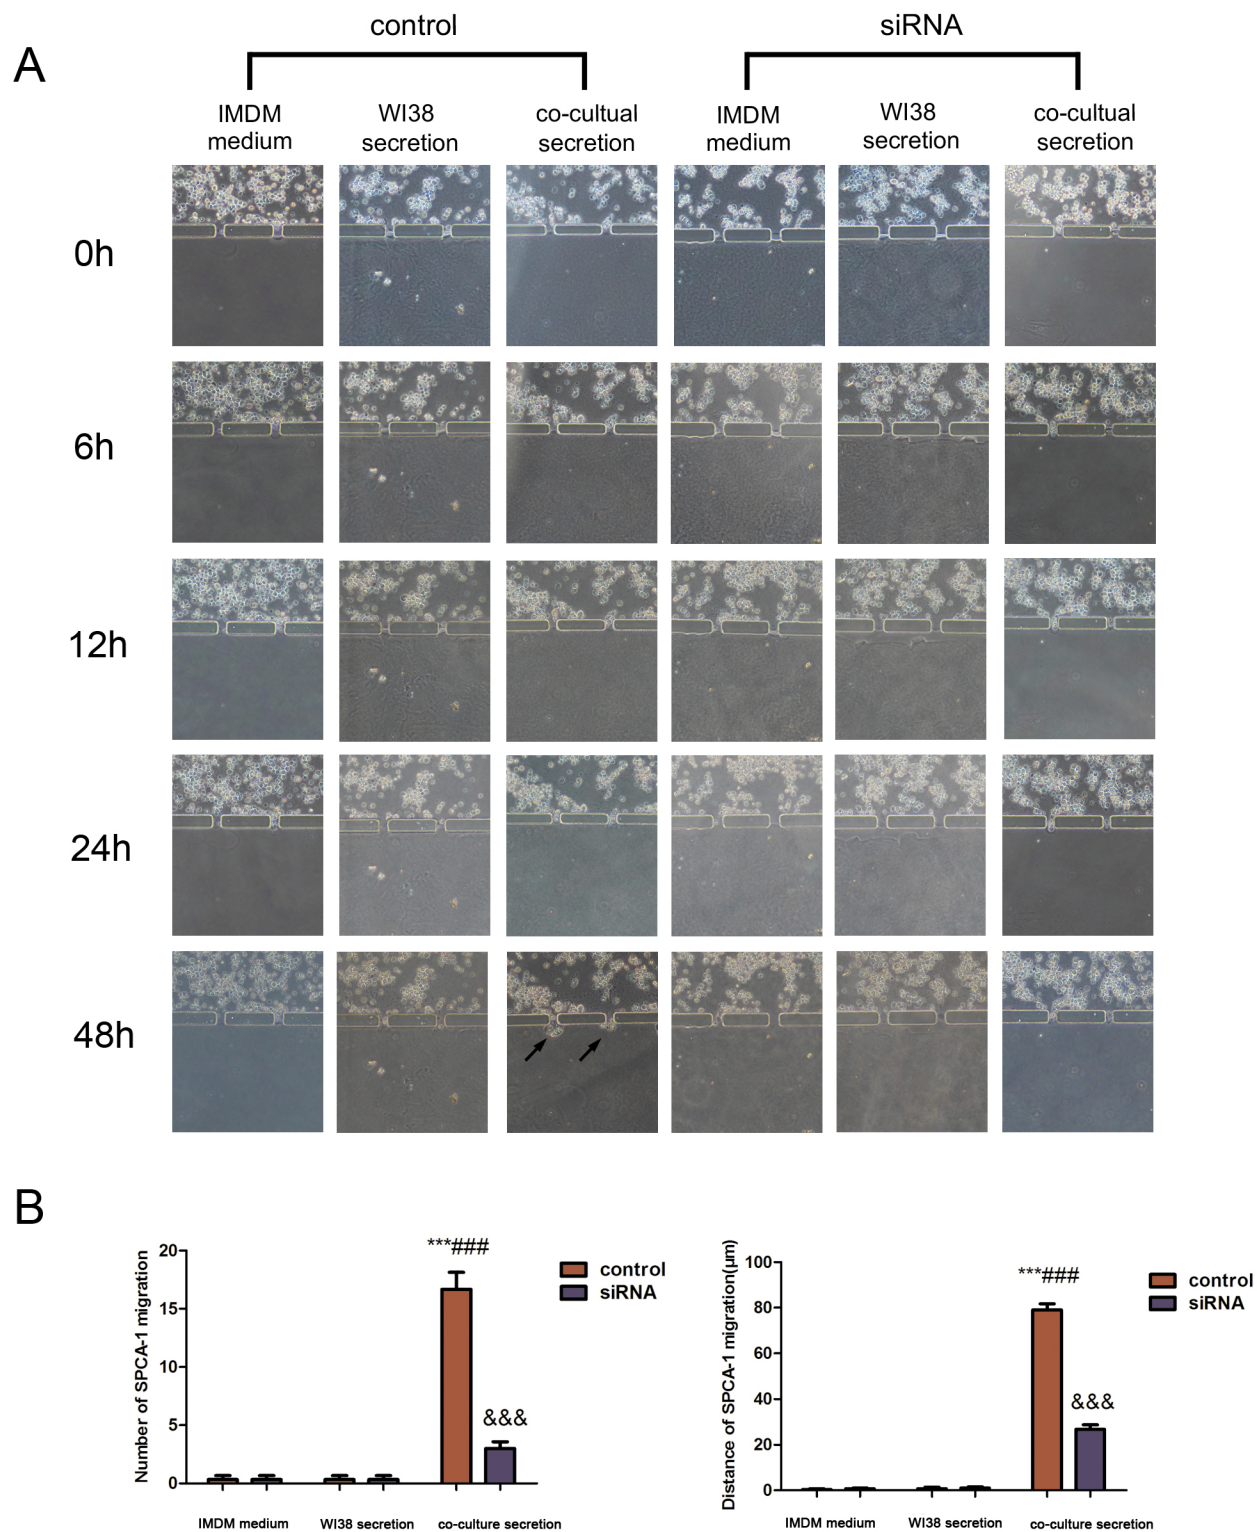 A
control
siRNA
IMDM medium
WI38 secretion
co-cultual secretion
IMDM medium
WI38 secretion
co-cultual secretion
0h
6h
12h
24h
48h
B
Number of SPCA-1 migration
20
15
10
5
0
***###
&&&
control
siRNA
IMDM medium
WI38 secretion
co-culture secretion
Distance of SPCA-1 migration(μm)
100
80
60
40
20
0
***###
&&&
control
siRNA
IMDM medium
WI38 secretion
co-culture secretion